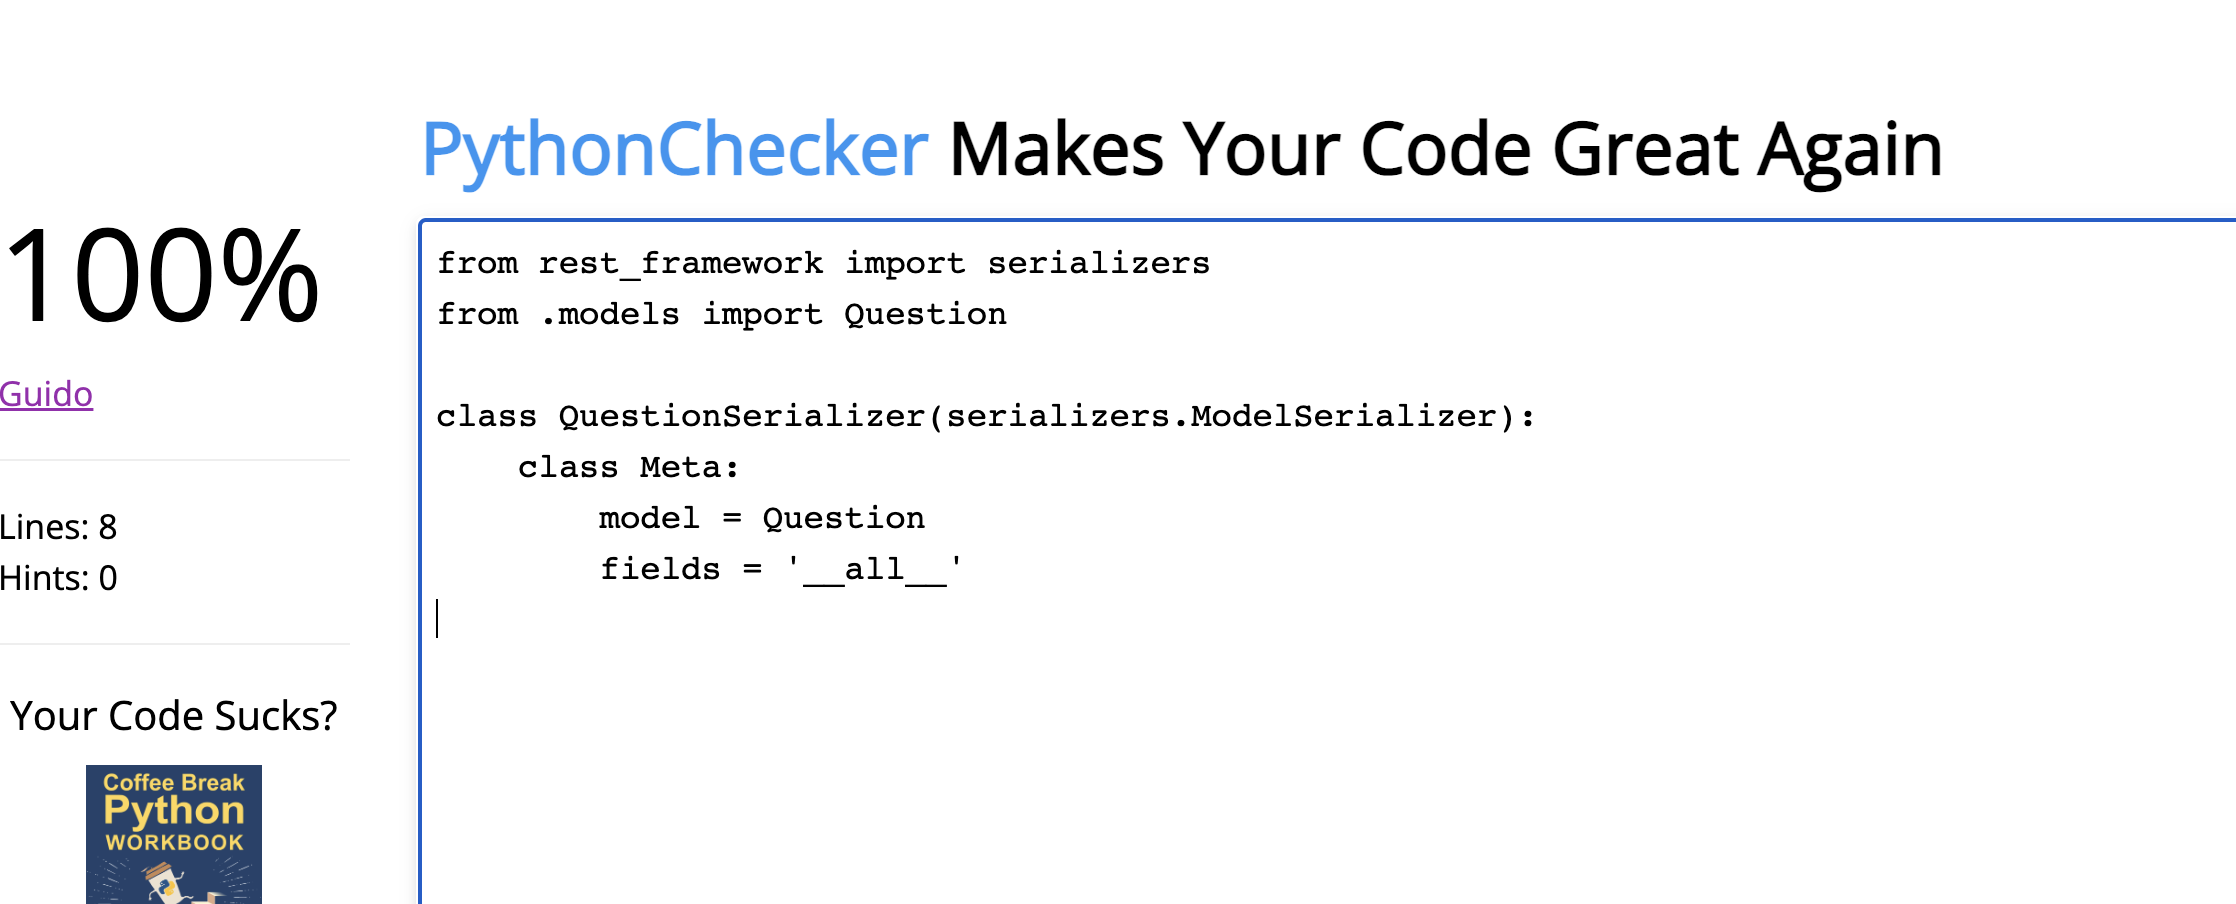 PythonChecker Makes Your Code Great Again
100%
Guido
Lines: 8
Hints: 0
Your Code Sucks?
Coffee Break
Python
WORKBOOK
from rest_framework import serializers
from .models import Question
class QuestionSerializer(serializers.ModelSerializer):
    class Meta:
        model = Question
        fields = '__all__'